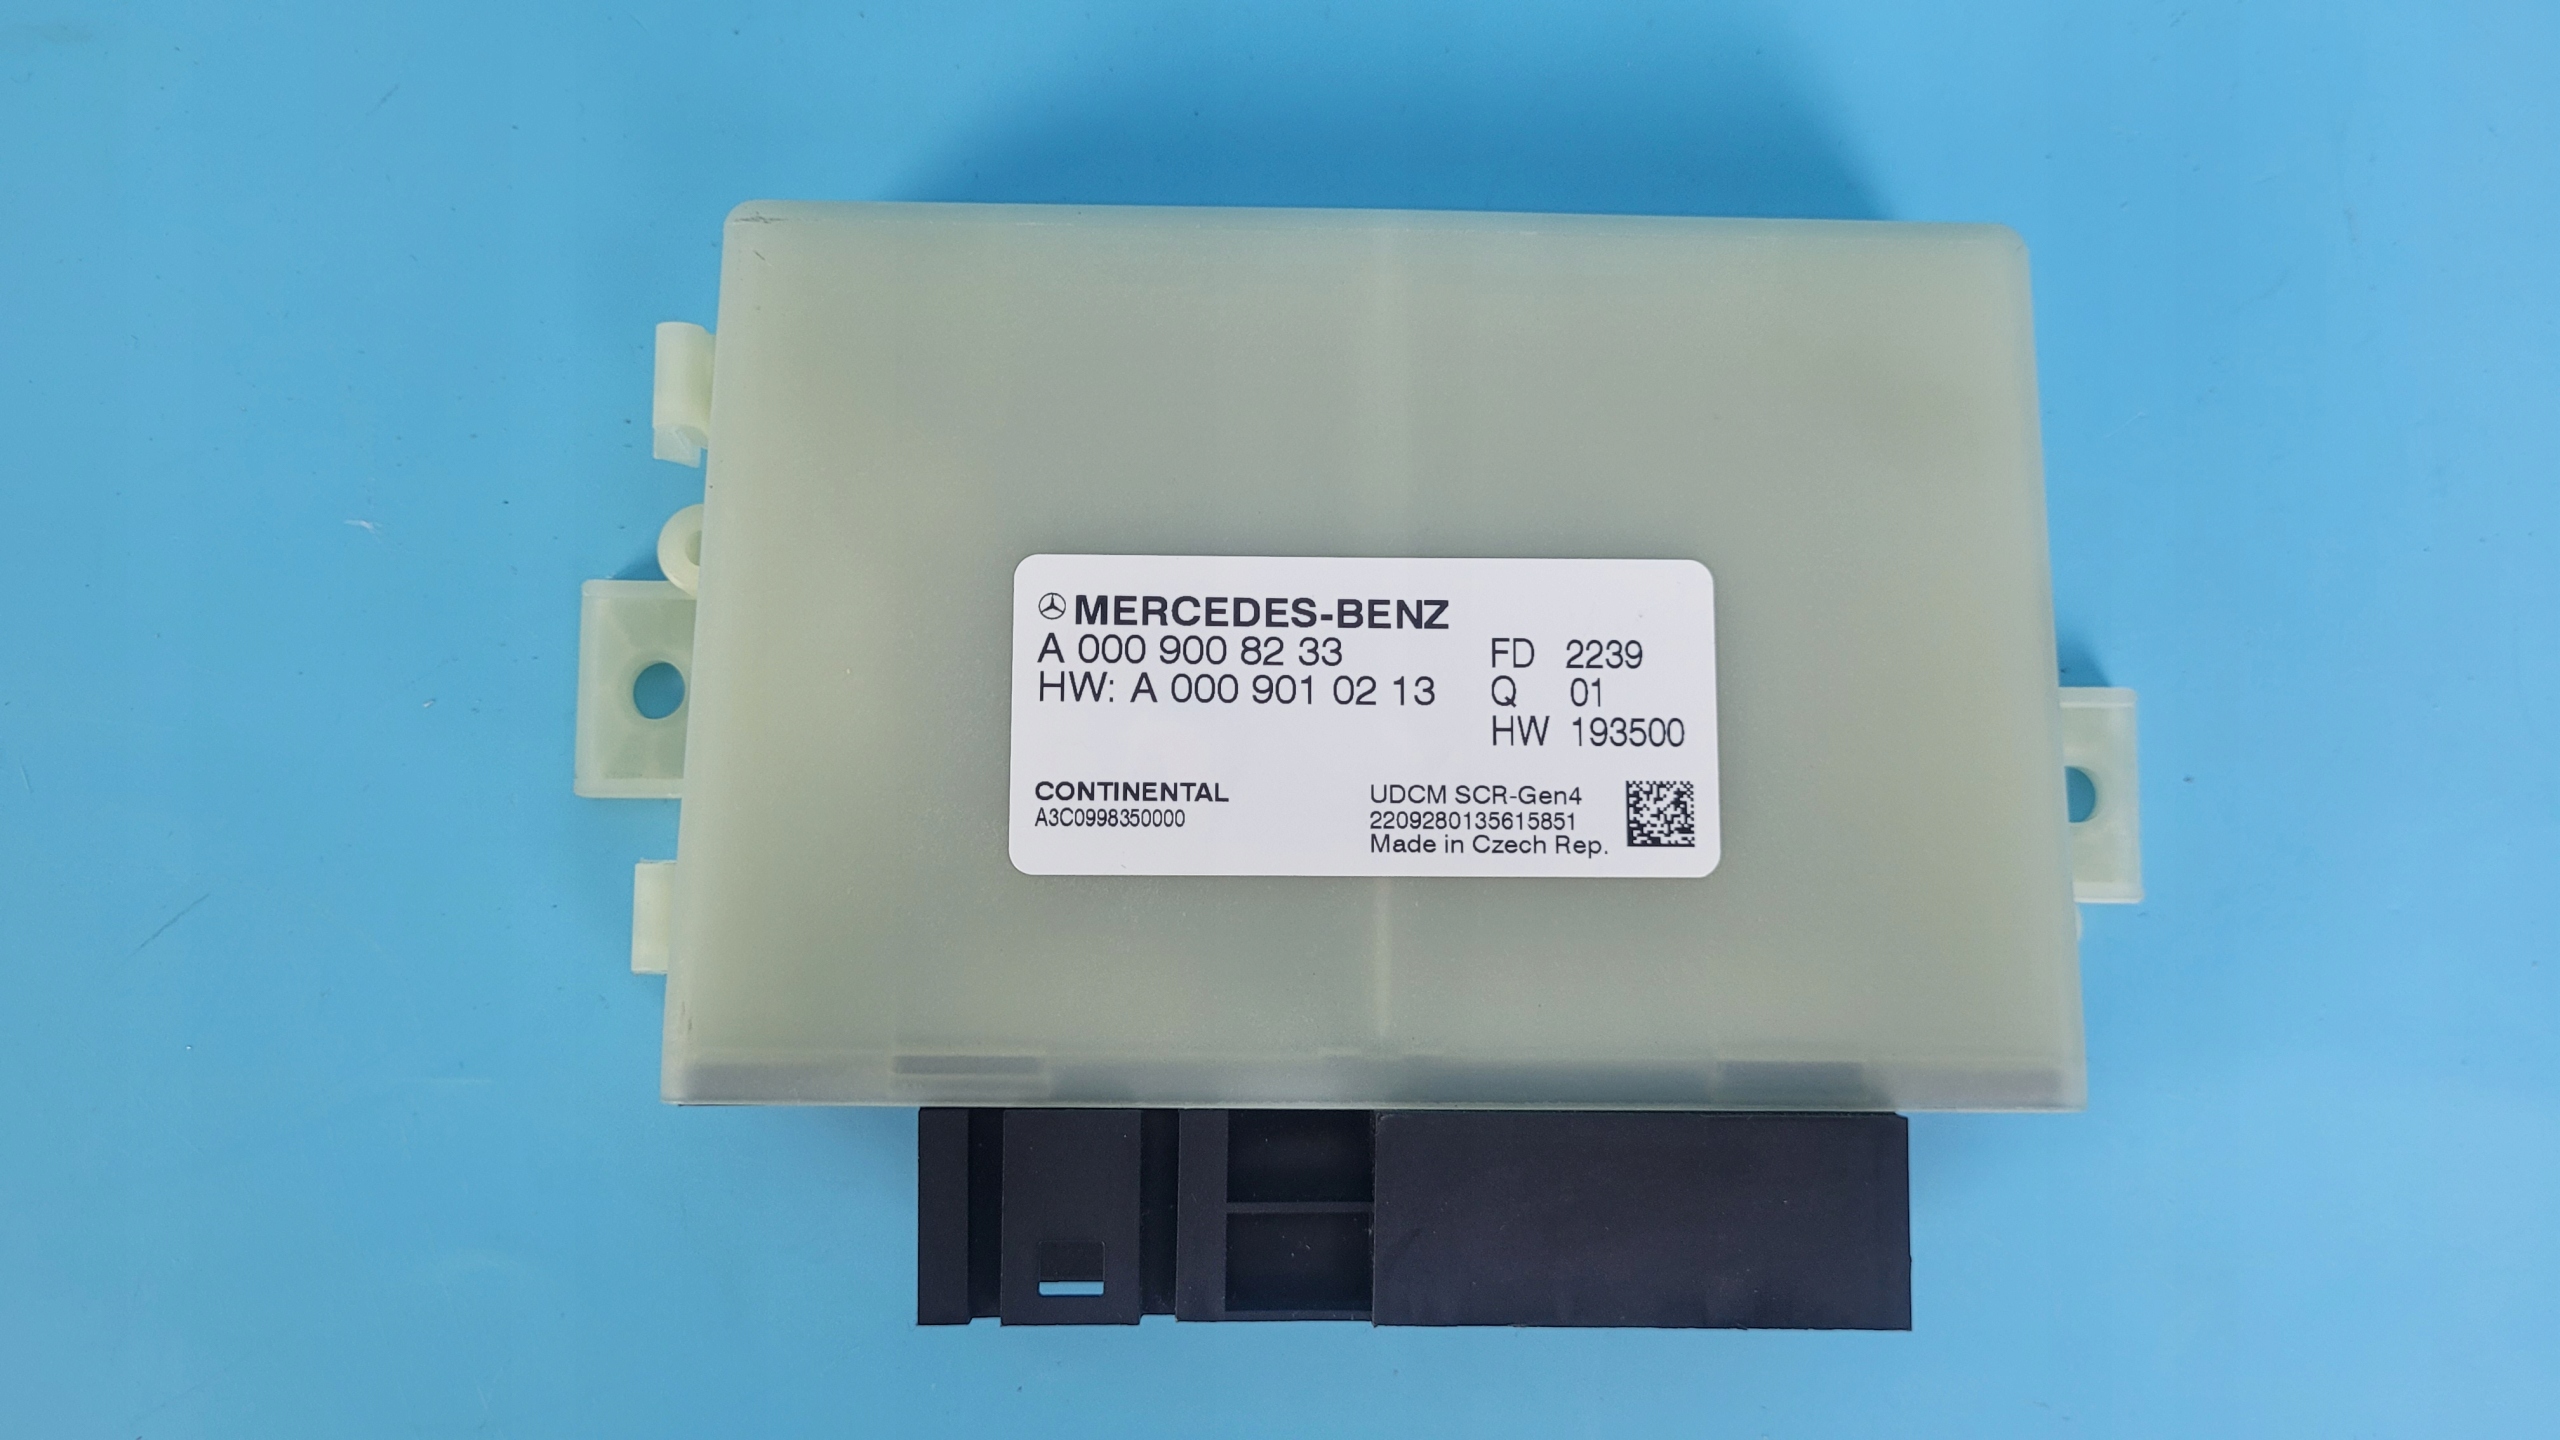 MERCEDES-BENZ
A 000 900 82 33
HW: A 000 901 02 13
FD 2239
Q 01
HW 193500
CONTINENTAL
A3C0998350000
UDCM SCR-Gen4
2209280135615851
Made in Czech Rep.